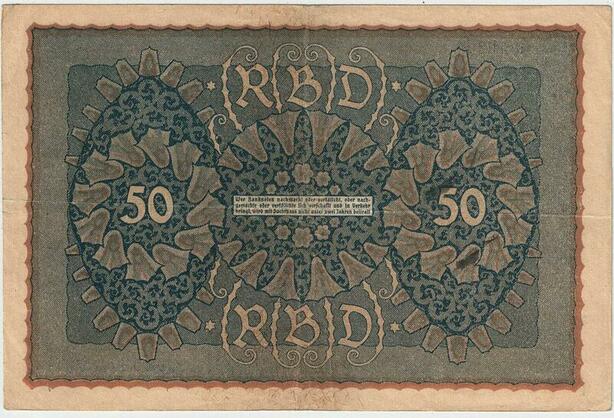 RBD
50
Wer Banknoten nachmacht oder verfälscht, oder nach-
gemachte oder verfälschte sich verschafft und in Verkehr
bringt, wird mit Zuchthaus nicht unter zwei Jahren bestraft
50
RBD